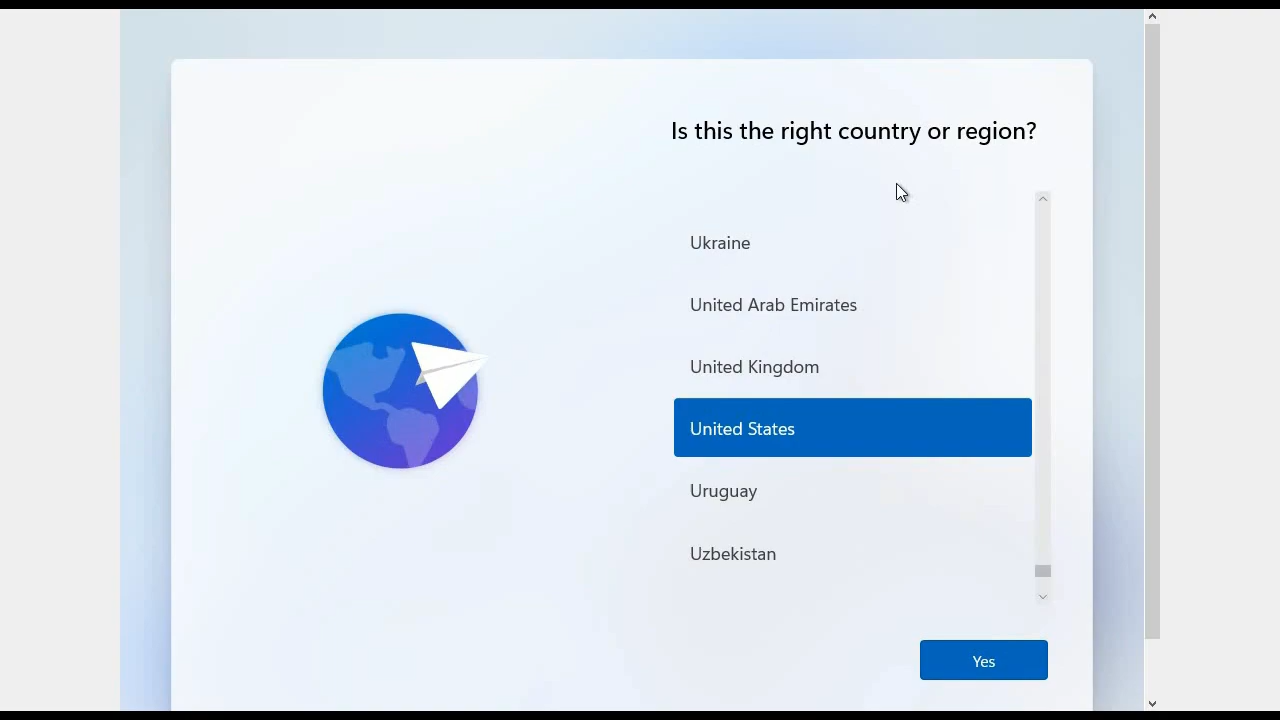 Is this the right country or region?
Ukraine
United Arab Emirates
United Kingdom
United States
Uruguay
Uzbekistan
Yes